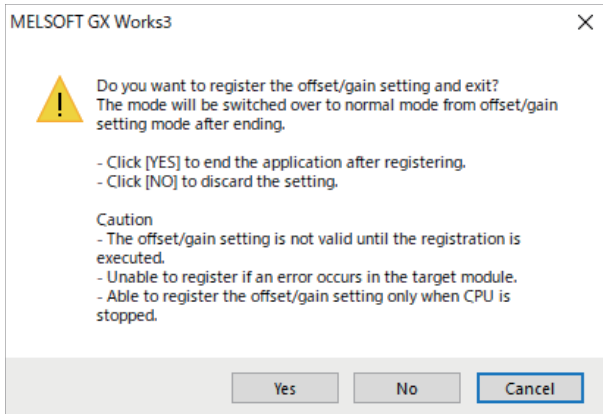 MELSOFT GX Works3
Do you want to register the offset/gain setting and exit?
The mode will be switched over to normal mode from offset/gain
setting mode after ending.
- Click [YES] to end the application after registering.
- Click [NO] to discard the setting.
Caution
- The offset/gain setting is not valid until the registration is
executed.
- Unable to register if an error occurs in the target module.
- Able to register the offset/gain setting only when CPU is
stopped.
Yes No Cancel